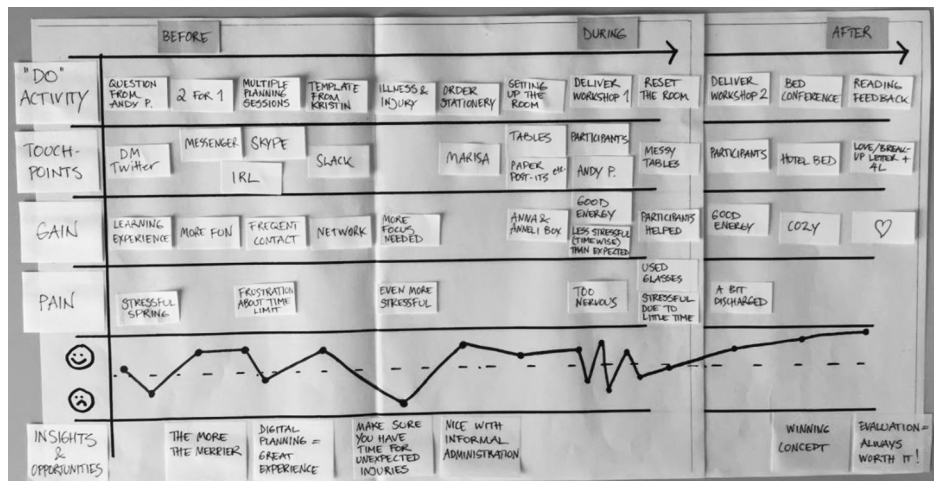 BEFORE
DURING
AFTER
"DO"
ACTIVITY
QUESTION
FROM
ANDY P.
2 FOR 1
MULTIPLE
PLANNING
SESSIONS
TEMPLATE
FROM
KRISTIN
ILLNESS &
INJURY
ORDER
STATIONERY
SETTING
UP THE
ROOM
DELIVER
WORKSHOP 1
RESET
THE ROOM
DELIVER
WORKSHOP 2
BED
CONFERENCE
READING
FEEDBACK
TOUCH-
POINTS
DM
Twitter
MESSENGER
SKYPE
IRL
SLACK
MARISA
TABLES
PAPER etc.
POST-ITS
PARTICIPANTS
ANDY P.
MESSY
TABLES
PARTICIPANTS
HOTEL BED
LOVE/BREAK-
UP LETTER +
4L
GAIN
LEARNING
EXPERIENCE
MORE FUN
FREQENT
CONTACT
NETWORK
MORE
FOCUS
NEEDED
ANNA &
ANNELI BOX
GOOD
ENERGY
LESS STRESSFUL
(TIMEWISE)
THAN EXPECTED
PARTICIPANTS
HELPED
GOOD
ENERGY
COZY
PAIN
STRESSFUL
SPRING
FRUSTRATION
ABOUT TIME
LIMIT
EVEN MORE
STRESSFUL
TOO
NERVOUS
USED
GLASSES
STRESSFUL
DUE TO
LITTLE TIME
A BIT
DISCHARGED
INSIGHTS
&
OPPORTUNITIES
THE MORE
THE MERRIER
DIGITAL
PLANNING =
GREAT
EXPERIENCE
MAKE SURE
YOU HAVE
TIME FOR
UNEXPECTED
INJURIES
NICE WITH
INFORMAL
ADMINISTRATION
WINNING
CONCEPT
EVALUATION =
ALWAYS
WORTH IT!